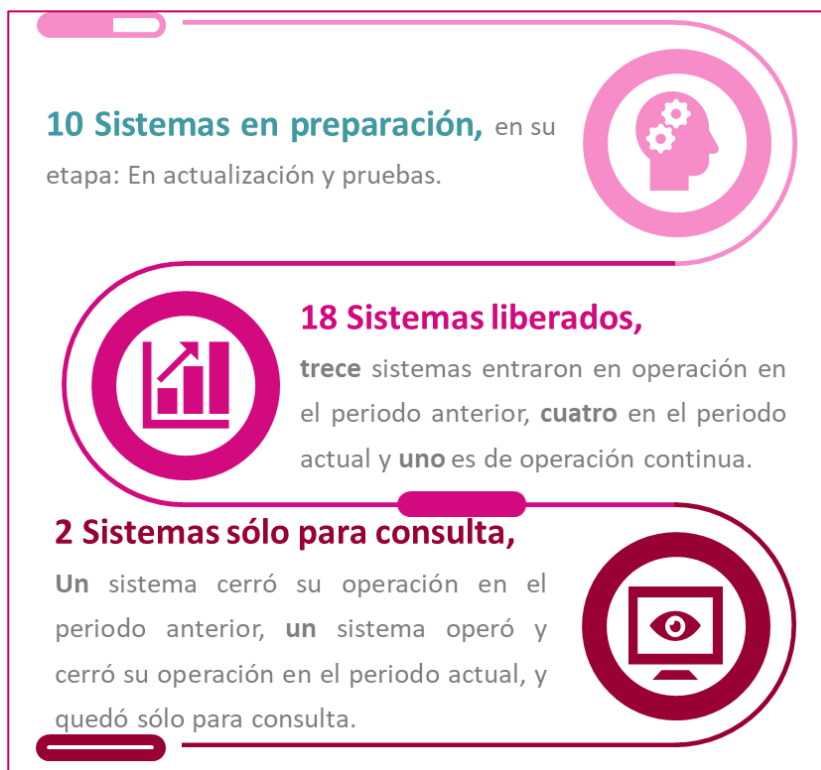 10 Sistemas en preparación, en su
etapa: En actualización y pruebas.
18 Sistemas liberados,
trece sistemas entraron en operación en
el periodo anterior, cuatro en el periodo
actual y uno es de operación continua.
2 Sistemas sólo para consulta,
Un sistema cerró su operación en el
periodo anterior, un sistema operó y
cerró su operación en el periodo actual, y
quedó sólo para consulta.